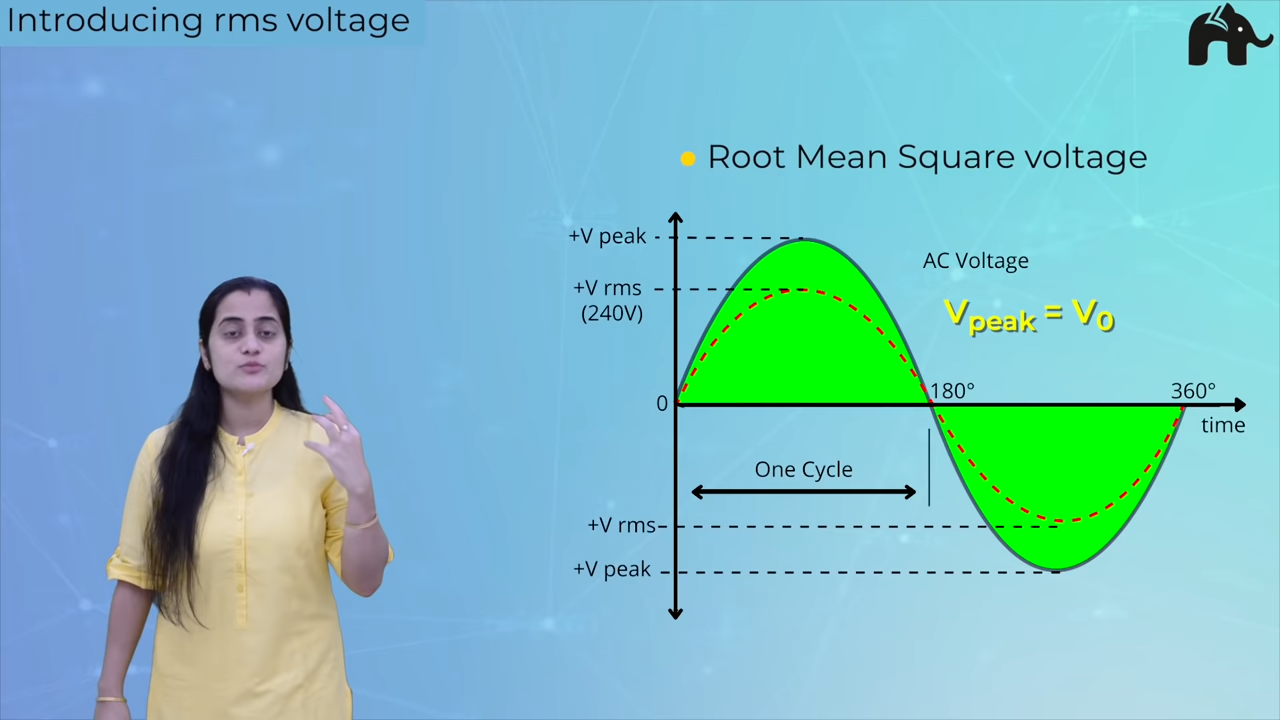 Introducing rms voltage
Root Mean Square voltage
+V peak
AC Voltage
+V rms
(240V)
Vpeak = V0
0
180°
360°
time
One Cycle
+V rms
+V peak